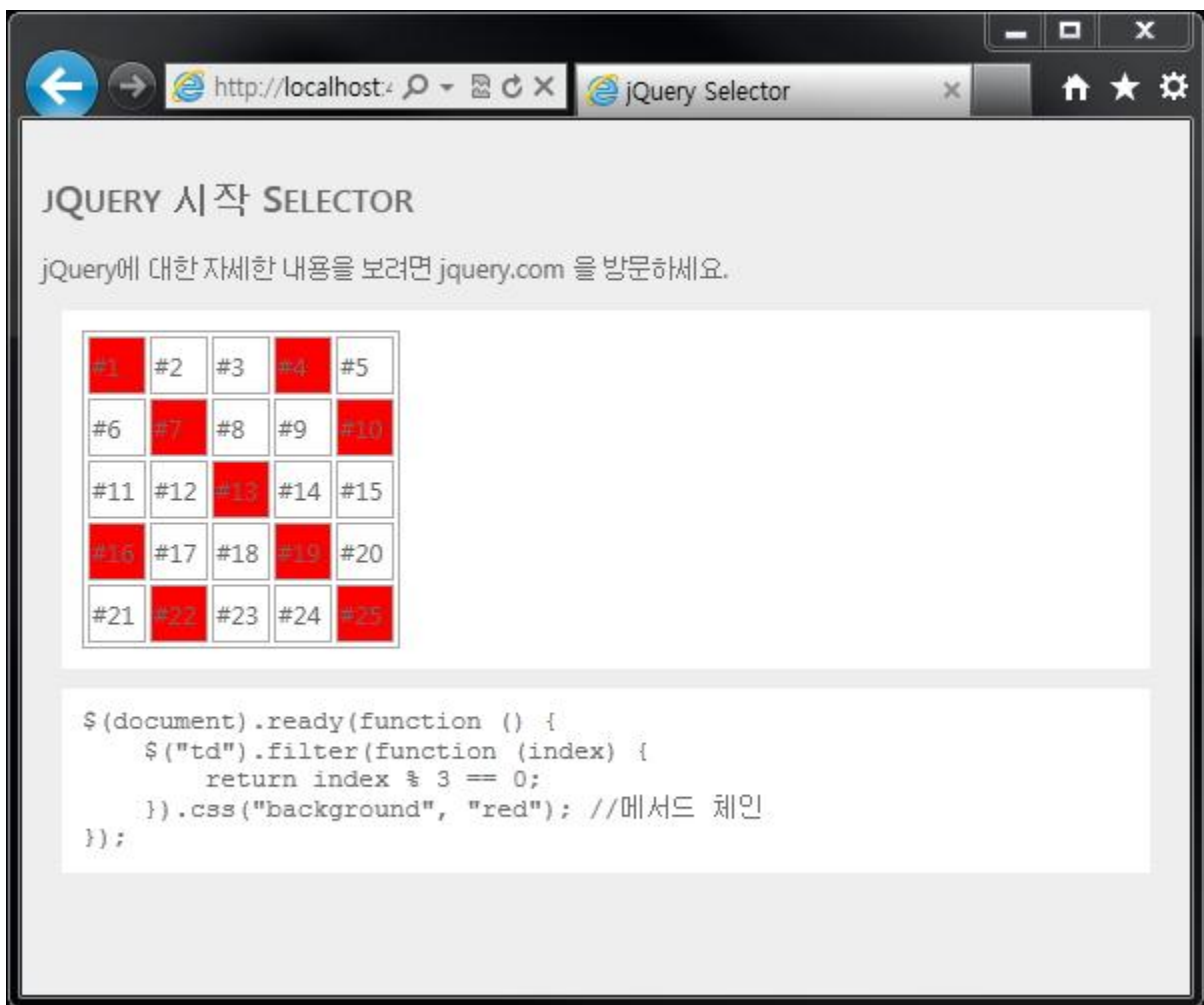 http://localhost:4
jQuery Selector
JQUERY 시작 SELECTOR
jQuery에 대한 자세한 내용을 보려면 jquery.com 을 방문하세요.
#1 #2 #3 #4 #5
#6 #7 #8 #9 #10
#11 #12 #13 #14 #15
#16 #17 #18 #19 #20
#21 #22 #23 #24 #25
$(document).ready(function () {
$("td").filter(function (index) {
return index % 3 == 0;
}).css("background", "red"); //메서드 체인
});